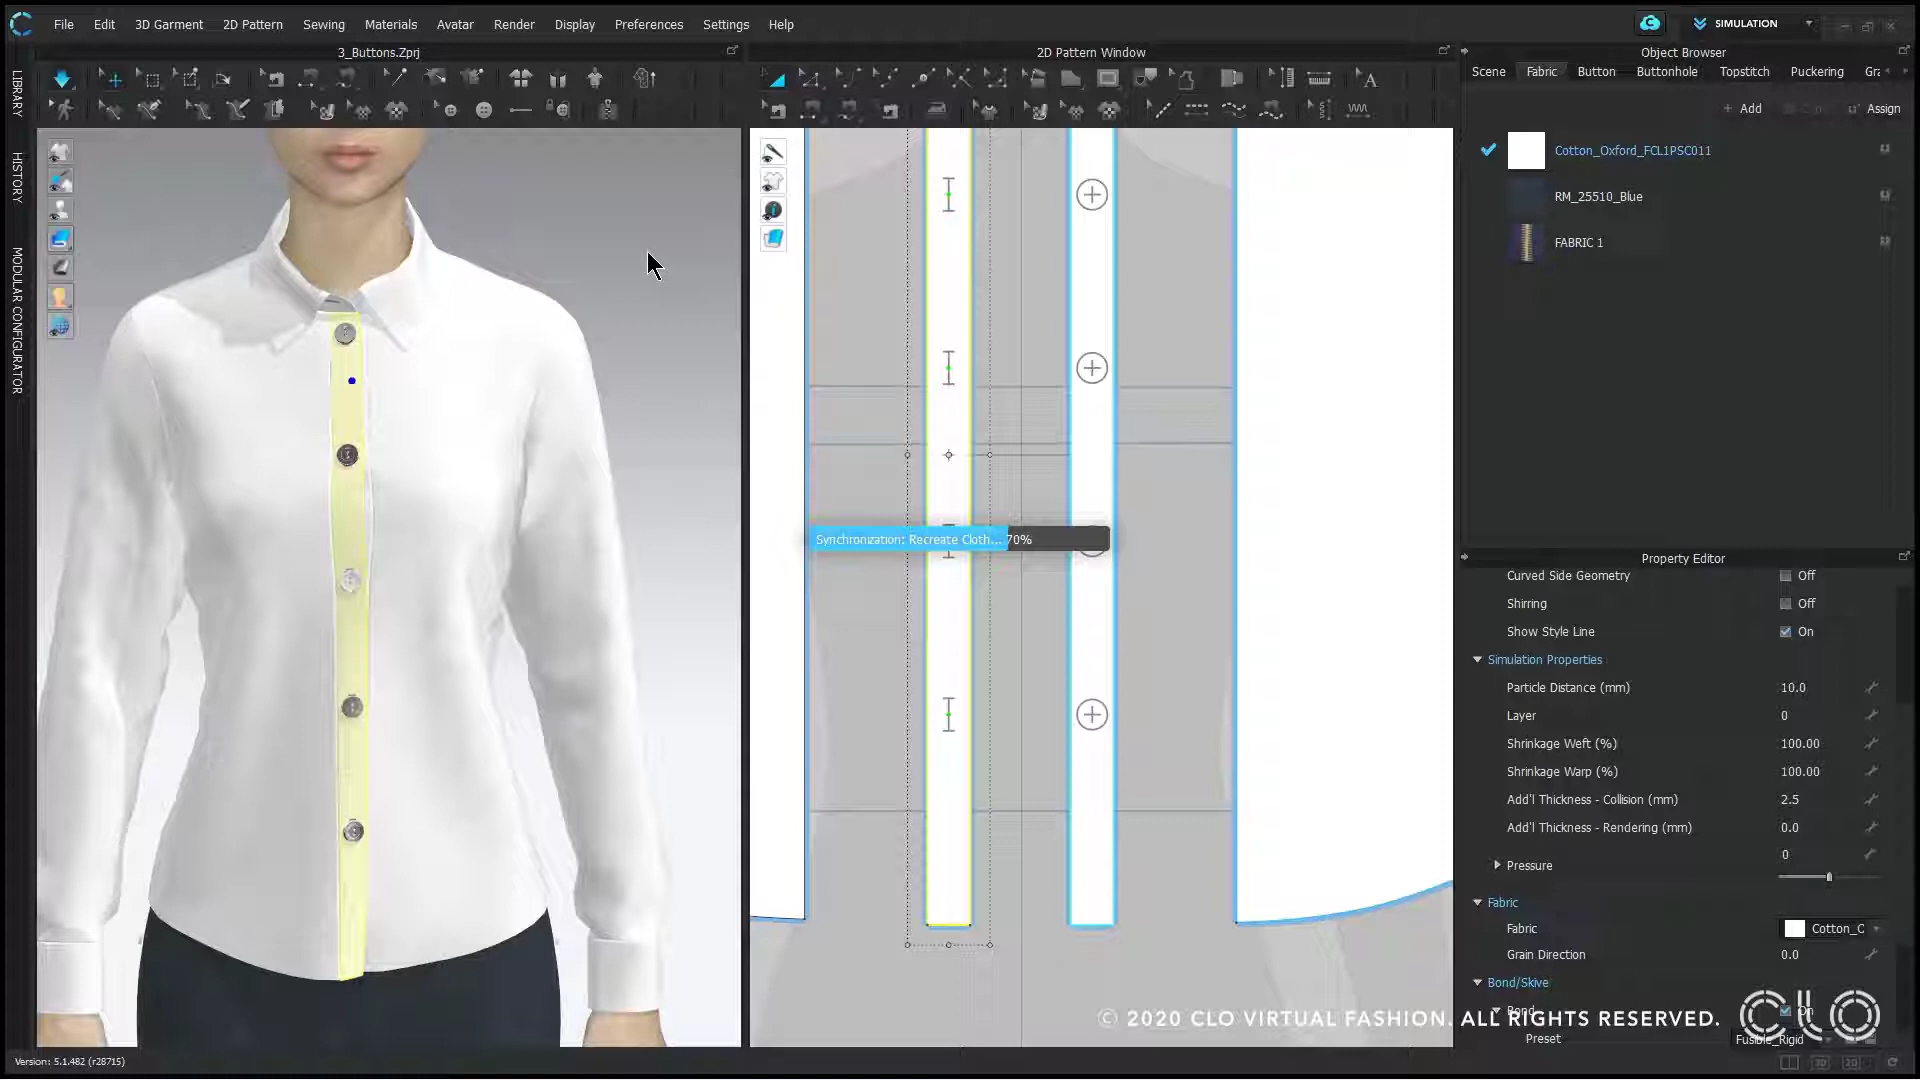 File Edit 3D Garment 2D Pattern Sewing Materials Avatar Render Display Preferences Settings Help
SIMULATION
3_Buttons.Zprj
2D Pattern Window
Object Browser
Scene Fabric Button Buttonhole Topstitch Puckering
+ Add
Assign
LIBRARY
HISTORY
MODULAR CONFIGURATOR
Cotton_Oxford_FCL1PSC011
RM_25510_Blue
FABRIC 1
Synchronization: Recreate Cloth... 70%
Property Editor
Curved Side Geometry Off
Shirring Off
Show Style Line On
Simulation Properties
Particle Distance (mm) 10.0
Layer 0
Shrinkage Weft (%) 100.00
Shrinkage Warp (%) 100.00
Add'l Thickness - Collision (mm) 2.5
Add'l Thickness - Rendering (mm) 0.0
Pressure 0
Fabric
Fabric Cotton_C
Grain Direction 0.0
Bond/Skive
Bond On
Preset Fusible_Rigid
© 2020 CLO VIRTUAL FASHION. ALL RIGHTS RESERVED. CLO
Version: 5.1.482 (r28715)